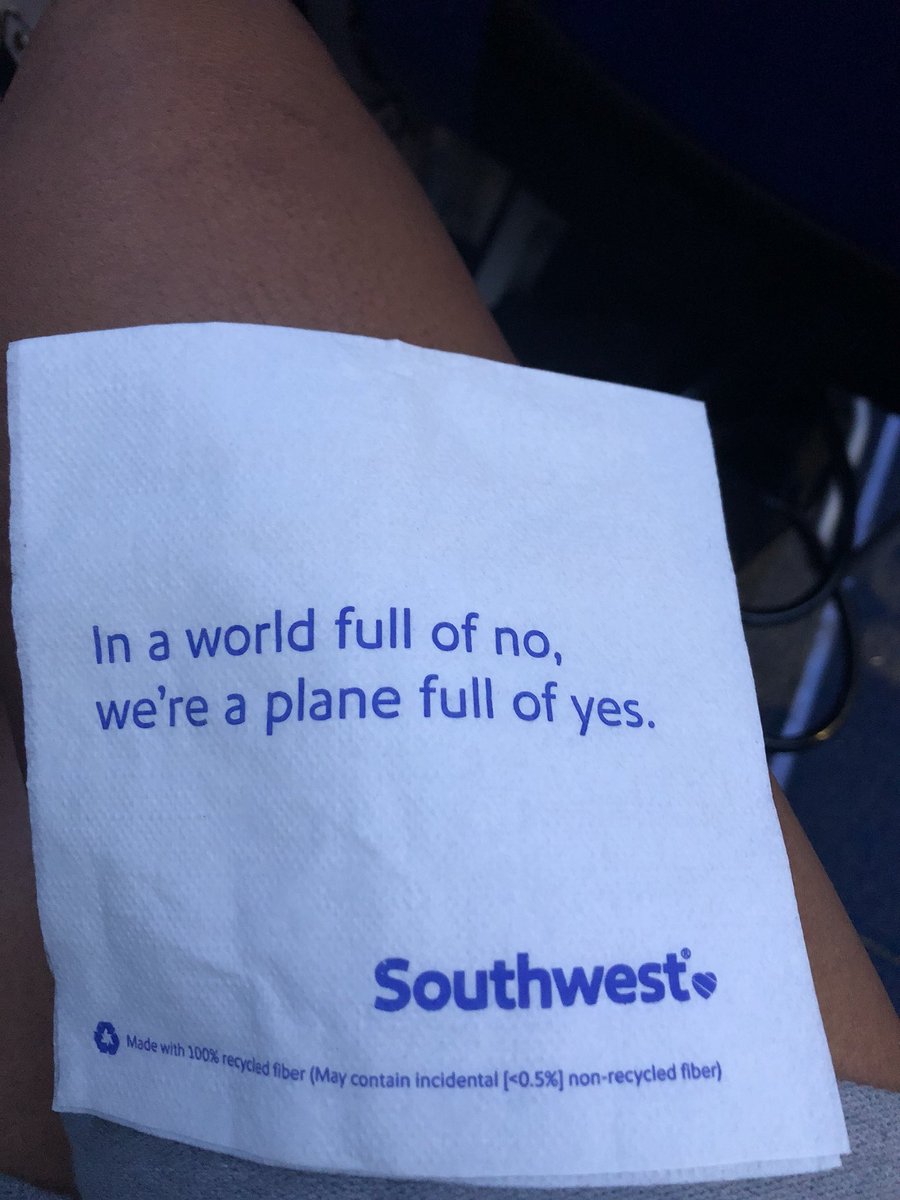 In a world full of no,
we're a plane full of yes.
Southwest®
Made with 100% recycled fiber (May contain incidental [<0.5%] non-recycled fiber)